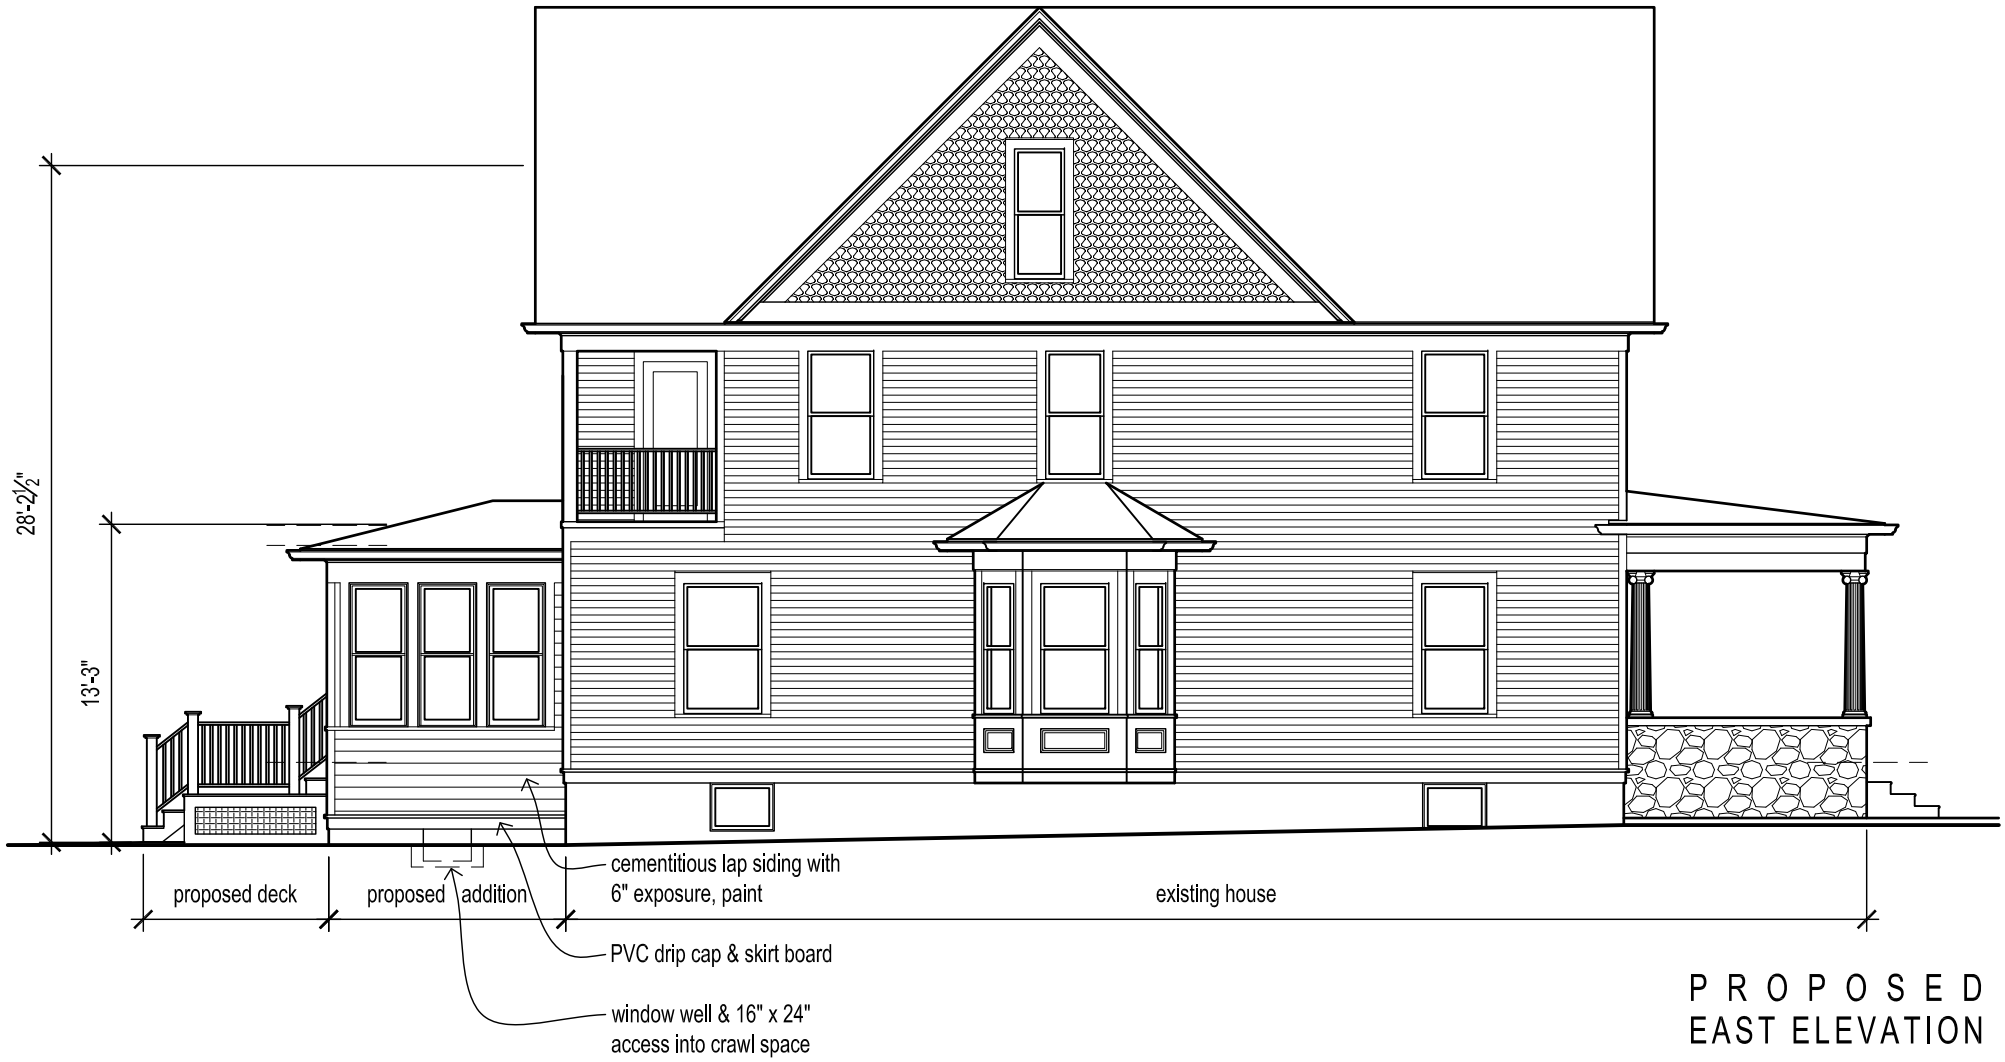 28'-2½"
13'-3"
proposed deck
proposed addition
existing house
cementitious lap siding with
6" exposure, paint
PVC drip cap & skirt board
window well & 16" x 24"
access into crawl space
PROPOSED
EAST ELEVATION